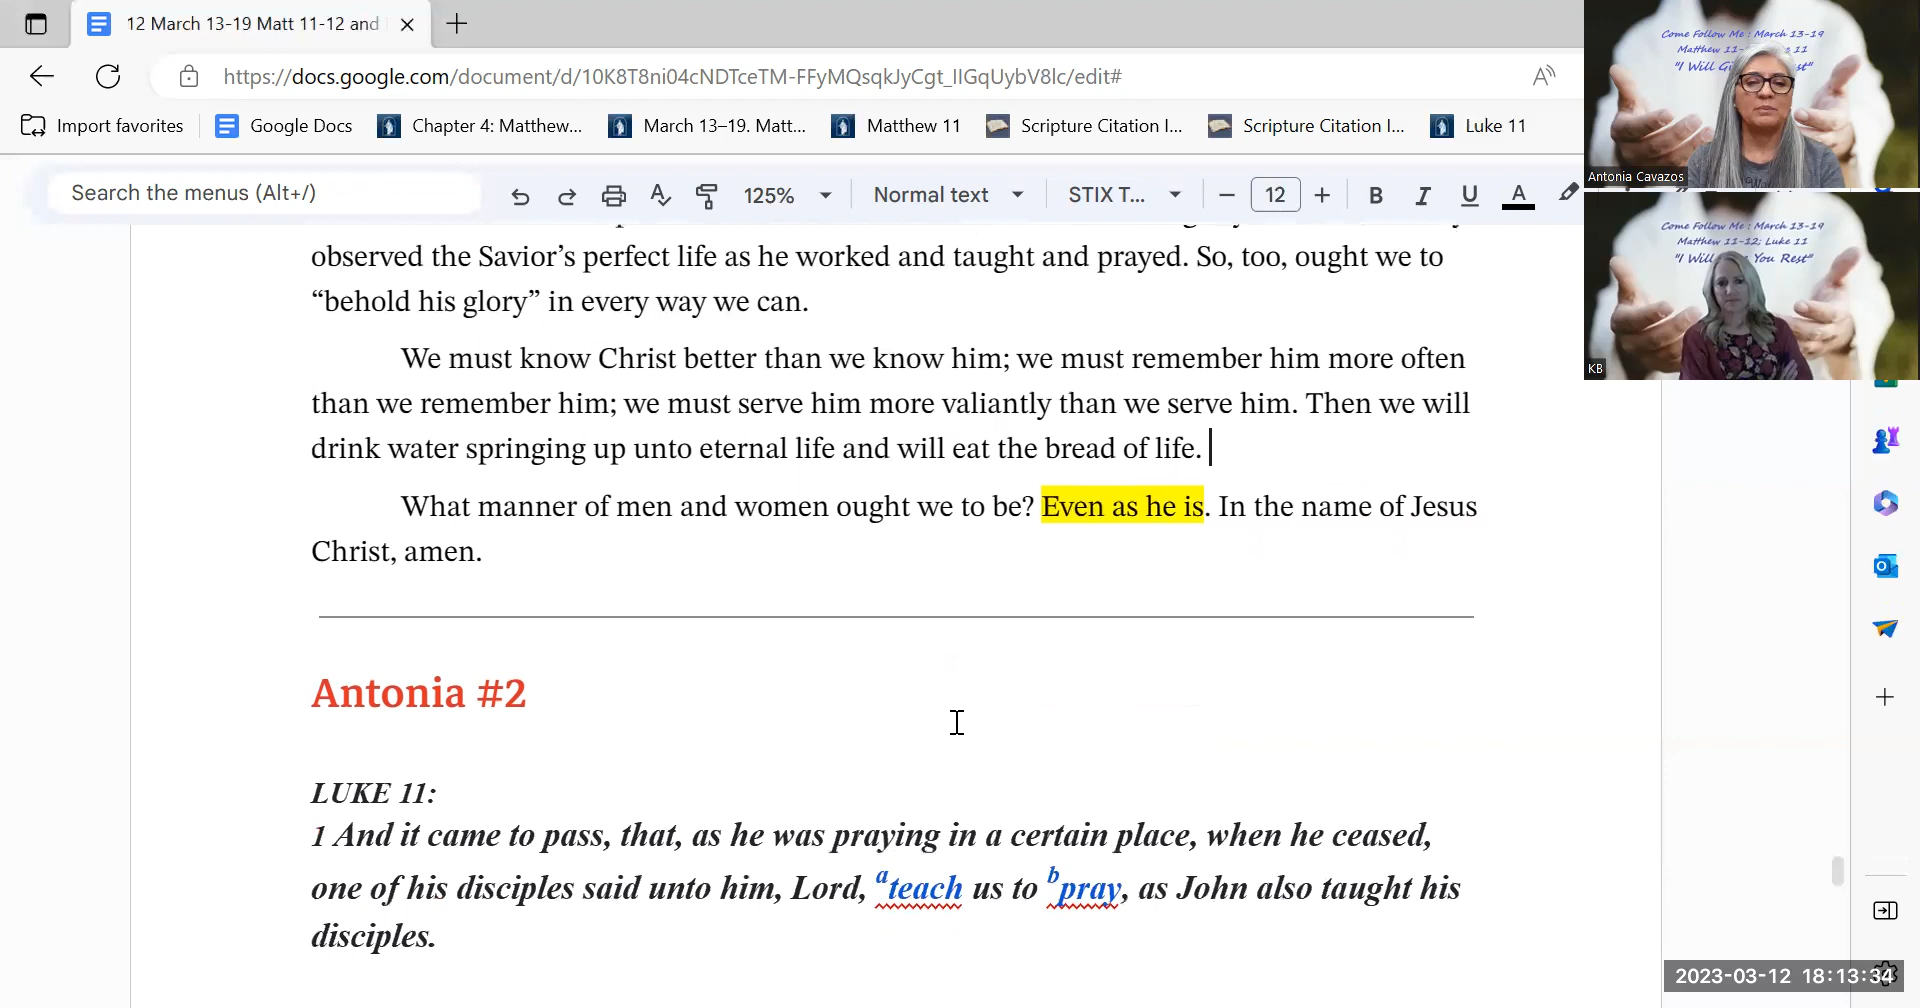 12 March 13-19 Matt 11-12 and
https://docs.google.com/document/d/10K8T8ni04cNDTceTM-FFyMQsqkJyCgt_IIGqUybV8lc/edit#
Import favorites
Google Docs
Chapter 4: Matthew...
March 13–19. Matt...
Matthew 11
Scripture Citation I...
Scripture Citation I...
Luke 11
Search the menus (Alt+/)
125%
Normal text
STIX T...
12
B I U A
observed the Savior’s perfect life as he worked and taught and prayed. So, too, ought we to
“behold his glory” in every way we can.
We must know Christ better than we know him; we must remember him more often
than we remember him; we must serve him more valiantly than we serve him. Then we will
drink water springing up unto eternal life and will eat the bread of life.
What manner of men and women ought we to be? Even as he is. In the name of Jesus
Christ, amen.
Antonia #2
LUKE 11:
1 And it came to pass, that, as he was praying in a certain place, when he ceased,
one of his disciples said unto him, Lord, ᵃteach us to ᵇpray, as John also taught his
disciples.
Come Follow Me : March 13-19
Matthew 11- 11
"I Will st"
Antonia Cavazos
Come Follow Me : March 13-19
Matthew 11-12; Luke 11
"I Will You Rest"
KB
2023-03-12 18:13:34